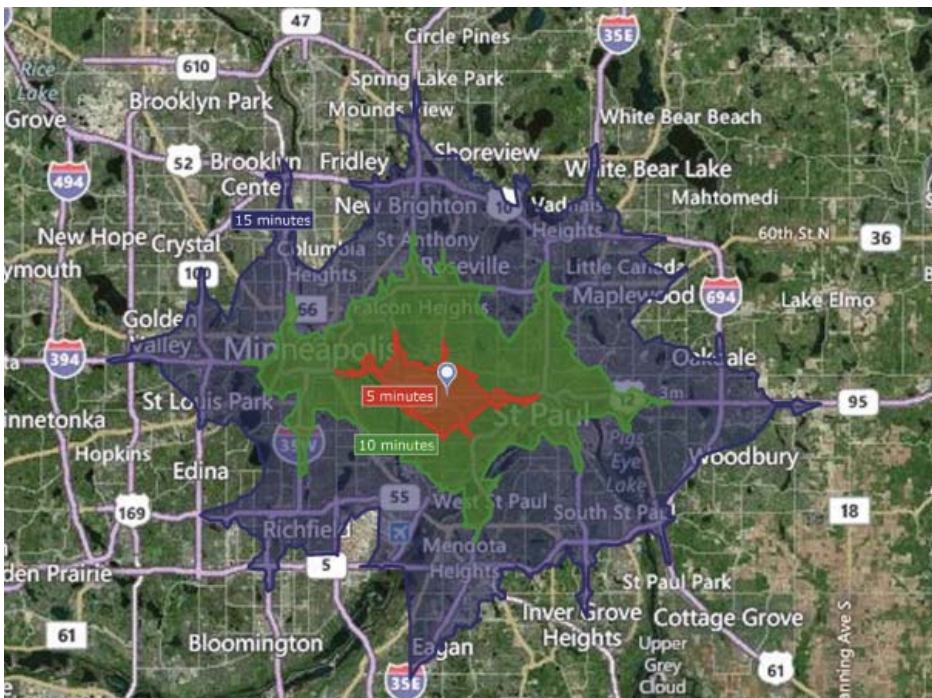 47
Circle Pines
35E
Rice
Lake
610
Spring Lake Park
Brooklyn Park
Mounds View
Grove
White Bear Beach
52
Brooklyn
Center
Fridley
Shoreview
White Bear Lake
494
Mahtomedi
New Brighton
10
Vadnais
Heights
15 minutes
New Hope
Crystal
Columbia
Heights
St Anthony
60th St N
36
ymouth
100
Roseville
Little Canada
Maplewood
694
Lake Elmo
66
Falcon Heights
Golden
Valley
394
Minneapolis
Oakdale
5 minutes
3m
12
95
St Louis Park
St Paul
innetonka
10 minutes
Hopkins
35W
Pigs
Eye
Lake
Woodbury
Edina
55
West St Paul
169
South St Paul
18
Richfield
Mendota
Heights
5
den Prairie
St Paul Park
61
Inver Grove
Heights
Cottage Grove
Bloomington
Eagan
Upper
Grey
Cloud
61
35E